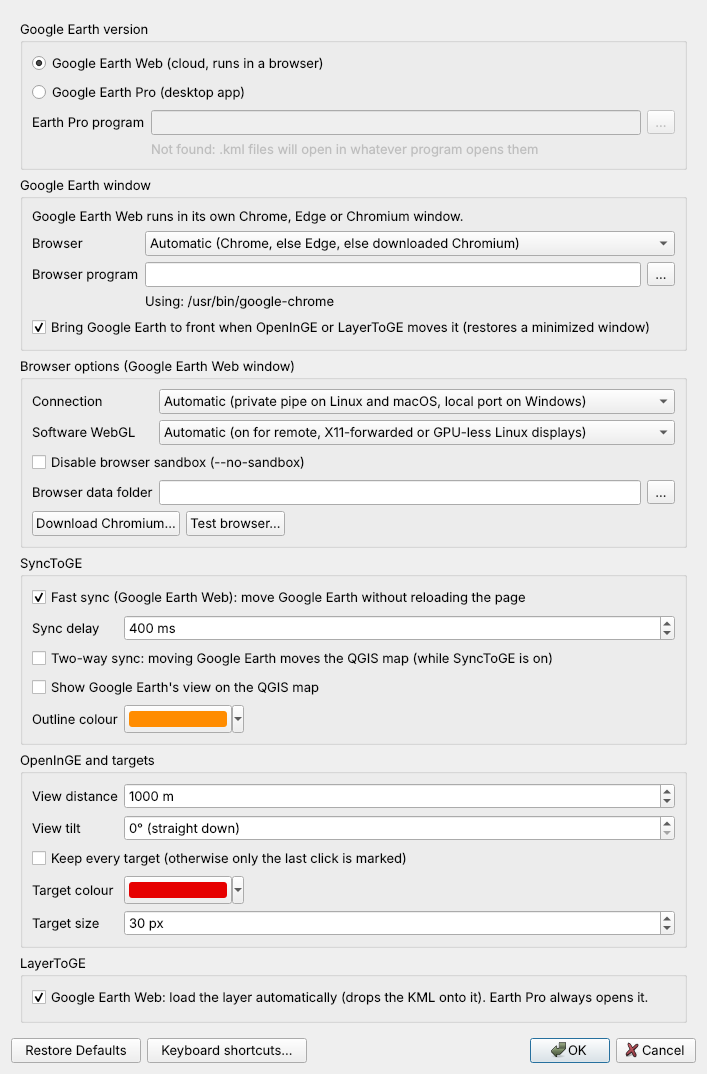 Google Earth version
Google Earth Web (cloud, runs in a browser)
Google Earth Pro (desktop app)
Earth Pro program
...
Not found: .kml files will open in whatever program opens them
Google Earth window
Google Earth Web runs in its own Chrome, Edge or Chromium window.
Browser Automatic (Chrome, else Edge, else downloaded Chromium)
Browser program ...
Using: /usr/bin/google-chrome
Bring Google Earth to front when OpenInGE or LayerToGE moves it (restores a minimized window)
Browser options (Google Earth Web window)
Connection Automatic (private pipe on Linux and macOS, local port on Windows)
Software WebGL Automatic (on for remote, X11-forwarded or GPU-less Linux displays)
Disable browser sandbox (--no-sandbox)
Browser data folder ...
Download Chromium... Test browser...
SyncToGE
Fast sync (Google Earth Web): move Google Earth without reloading the page
Sync delay 400 ms
Two-way sync: moving Google Earth moves the QGIS map (while SyncToGE is on)
Show Google Earth's view on the QGIS map
Outline colour
OpenInGE and targets
View distance 1000 m
View tilt 0° (straight down)
Keep every target (otherwise only the last click is marked)
Target colour
Target size 30 px
LayerToGE
Google Earth Web: load the layer automatically (drops the KML onto it). Earth Pro always opens it.
Restore Defaults Keyboard shortcuts... OK Cancel